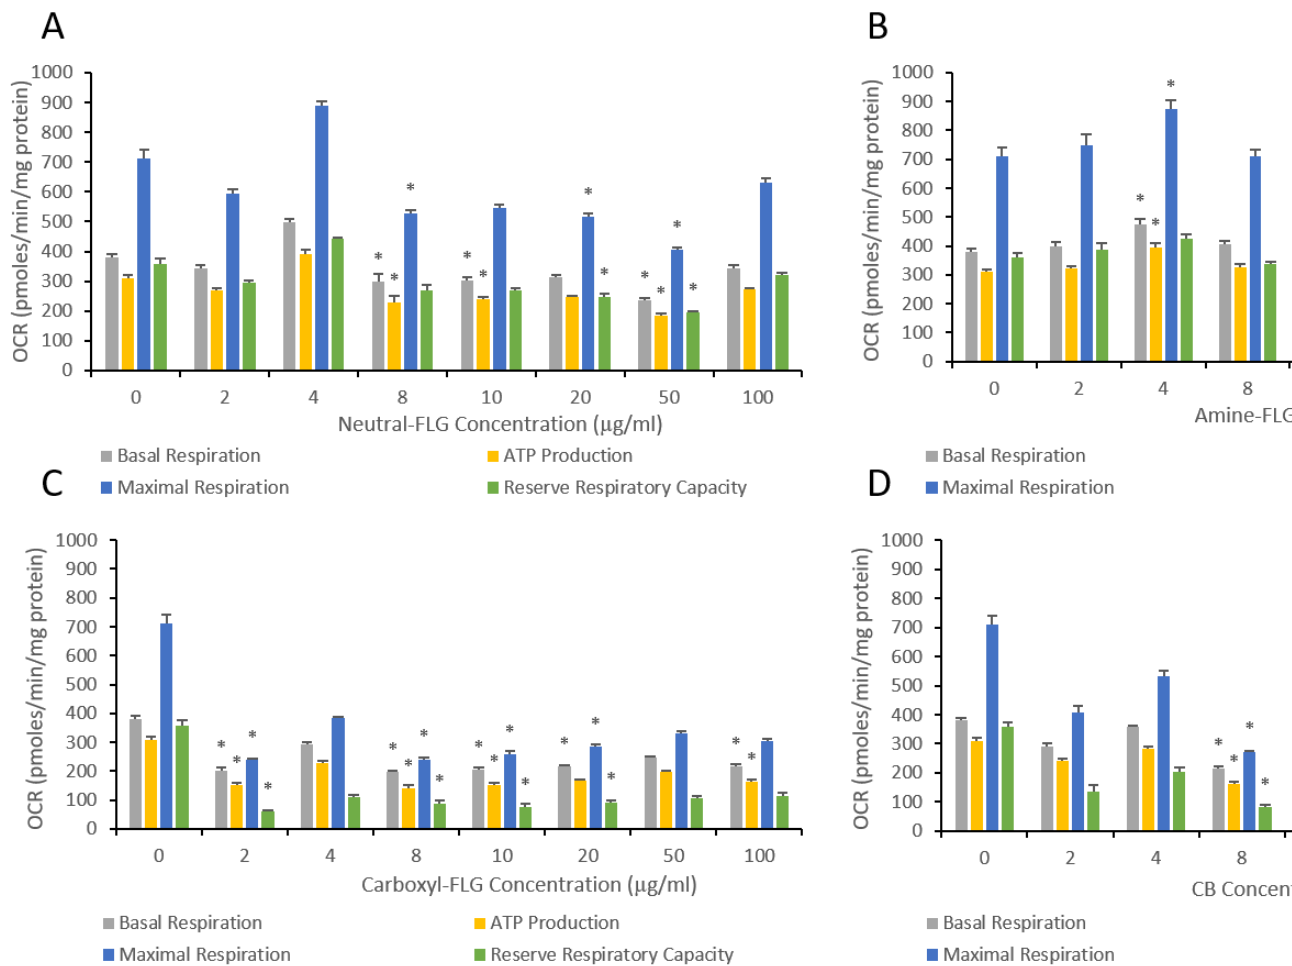 A
OCR (pmoles/min/mg protein)
1000
900
800
700
600
500
400
300
200
100
0
* * * * * * * * * * * *
0 2 4 8 10 20 50 100
Neutral-FLG Concentration (μg/ml)
Basal Respiration ATP Production
Maximal Respiration Reserve Respiratory Capacity
B
OCR (pmoles/min/mg protein)
1000
900
800
700
600
500
400
300
200
100
0
* * *
0 2 4 8
Amine-FLG
Basal Respiration
Maximal Respiration
C
OCR (pmoles/min/mg protein)
1000
900
800
700
600
500
400
300
200
100
0
* * * * * * * * * * * * * * * * *
0 2 4 8 10 20 50 100
Carboxyl-FLG Concentration (μg/ml)
Basal Respiration ATP Production
Maximal Respiration Reserve Respiratory Capacity
D
OCR (pmoles/min/mg protein)
1000
900
800
700
600
500
400
300
200
100
0
* * * *
0 2 4 8
CB Concent
Basal Respiration
Maximal Respiration